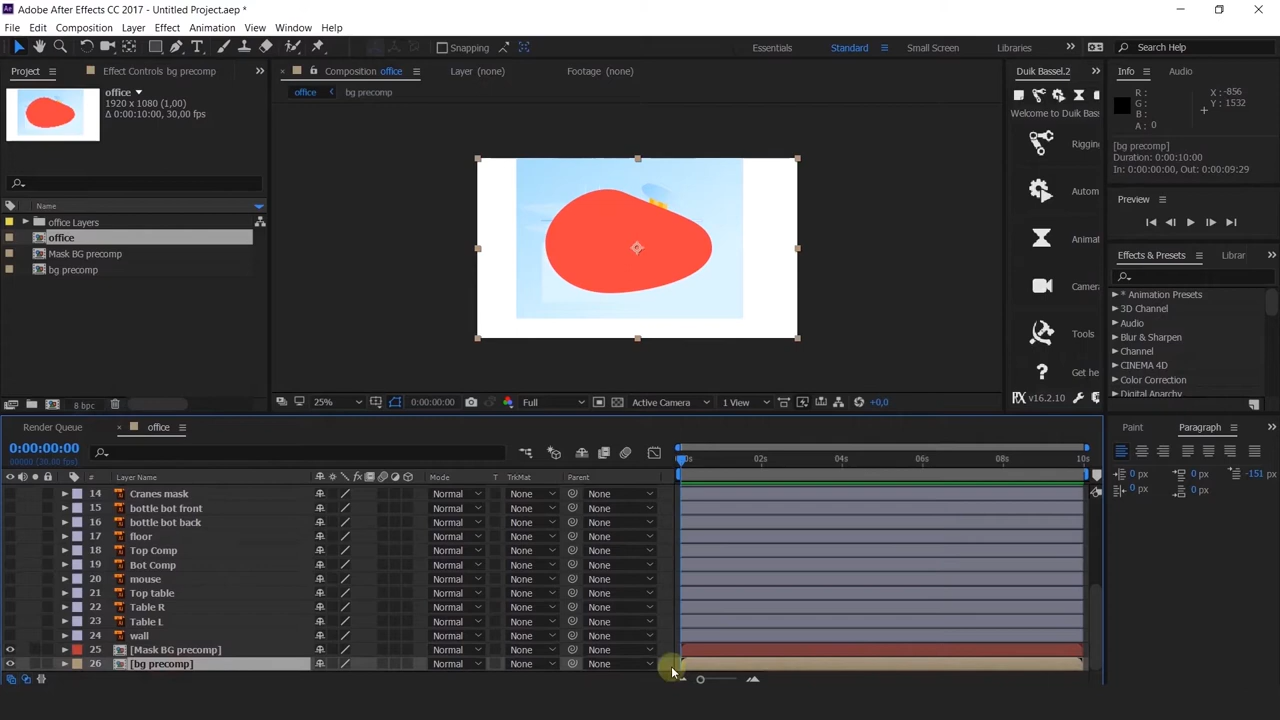 Adobe After Effects CC 2017 - Untitled Project.aep *
File Edit Composition Layer Effect Animation View Window Help
Snapping Essentials Standard Small Screen Libraries Search Help
Project Effect Controls bg precomp
office
1920 x 1080 (1,00)
Δ 0:00:10:00, 30,00 fps
Name
office Layers
office
Mask BG precomp
bg precomp
8 bpc
Composition office Layer (none) Footage (none)
office bg precomp
25% 0:00:00:00 Full Active Camera 1 View +0,0
Duik Bassel.2
Welcome to Duik Bas
Rigging
Autom
Animat
Camera
Tools
Get he
v16.2.10
Info Audio
R: X: -856
G: Y: 1532
B:
A: 0
[bg precomp]
Duration: 0:00:10:00
In: 0:00:00:00, Out: 0:00:09:29
Preview
Effects & Presets Librar
* Animation Presets
3D Channel
Audio
Blur & Sharpen
Channel
CINEMA 4D
Color Correction
Digital Anarchy
Render Queue office
0:00:00:00
00000 (30.00 fps)
# Layer Name Mode T TrkMat Parent
02s 04s 06s 08s 10s
14 Cranes mask Normal None None
15 bottle bot front Normal None None
16 bottle bot back Normal None None
17 floor Normal None None
18 Top Comp Normal None None
19 Bot Comp Normal None None
20 mouse Normal None None
21 Top table Normal None None
22 Table R Normal None None
23 Table L Normal None None
24 wall Normal None None
25 [Mask BG precomp] Normal None None
26 [bg precomp] Normal None None
Paint Paragraph
0 px 0 px -151 px
0 px 0 px